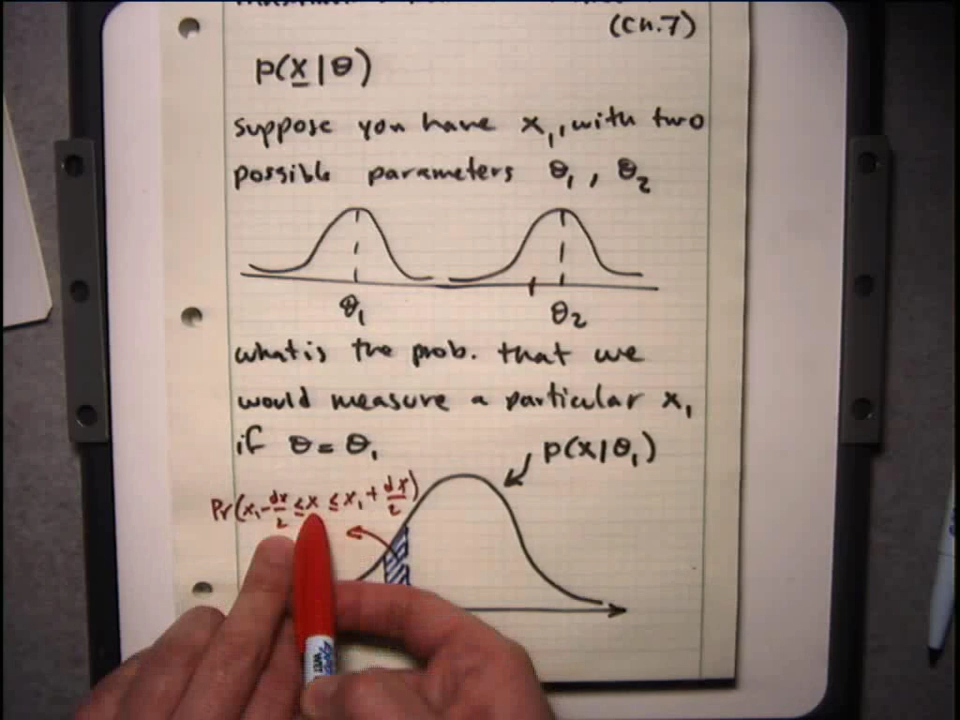 (Ch.7)
p(x|θ)
suppose you have x₁, with two
possible parameters θ₁, θ₂
θ₁ θ₂
what is the prob. that we
would measure a particular x₁
if θ = θ₁
p(x|θ₁)
Pr(x₁ - dx/2 ≤ x ≤ x₁ + dx/2)